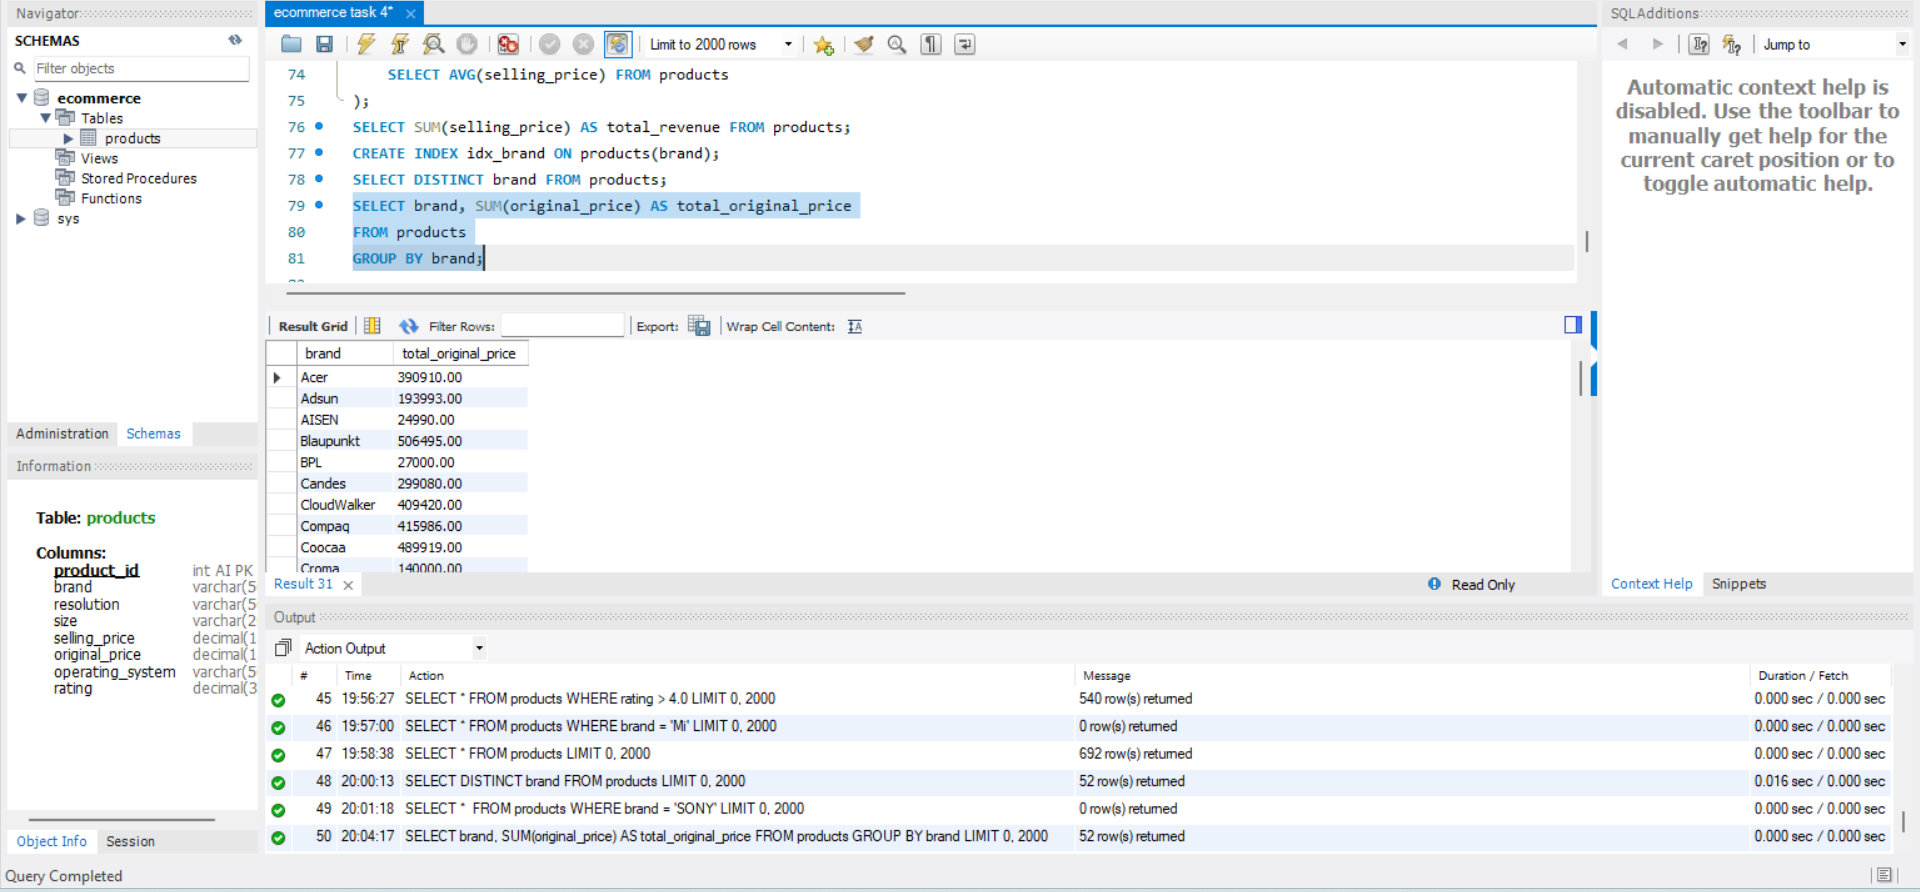 Navigator
SCHEMAS
Filter objects
ecommerce
Tables
products
Views
Stored Procedures
Functions
sys
Administration Schemas
Information
Table: products
Columns:
product_id int AI PK
brand varchar(5
resolution varchar(5
size varchar(2
selling_price decimal(1
original_price decimal(1
operating_system varchar(5
rating decimal(3
Object Info Session
Query Completed
ecommerce task 4*
Limit to 2000 rows
74 SELECT AVG(selling_price) FROM products
75 );
76 SELECT SUM(selling_price) AS total_revenue FROM products;
77 CREATE INDEX idx_brand ON products(brand);
78 SELECT DISTINCT brand FROM products;
79 SELECT brand, SUM(original_price) AS total_original_price
80 FROM products
81 GROUP BY brand;
Result Grid Filter Rows: Export: Wrap Cell Content:
brand total_original_price
Acer 390910.00
Adsun 193993.00
AISEN 24990.00
Blaupunkt 506495.00
BPL 27000.00
Candes 299080.00
CloudWalker 409420.00
Compaq 415986.00
Coocaa 489919.00
Croma 140000.00
Result 31 Read Only
Output
Action Output
# Time Action Message Duration / Fetch
45 19:56:27 SELECT * FROM products WHERE rating > 4.0 LIMIT 0, 2000 540 row(s) returned 0.000 sec / 0.000 sec
46 19:57:00 SELECT * FROM products WHERE brand = 'Mi' LIMIT 0, 2000 0 row(s) returned 0.000 sec / 0.000 sec
47 19:58:38 SELECT * FROM products LIMIT 0, 2000 692 row(s) returned 0.000 sec / 0.000 sec
48 20:00:13 SELECT DISTINCT brand FROM products LIMIT 0, 2000 52 row(s) returned 0.016 sec / 0.000 sec
49 20:01:18 SELECT * FROM products WHERE brand = 'SONY' LIMIT 0, 2000 0 row(s) returned 0.000 sec / 0.000 sec
50 20:04:17 SELECT brand, SUM(original_price) AS total_original_price FROM products GROUP BY brand LIMIT 0, 2000 52 row(s) returned 0.000 sec / 0.000 sec
SQLAdditions
Jump to
Automatic context help is
disabled. Use the toolbar to
manually get help for the
current caret position or to
toggle automatic help.
Context Help Snippets